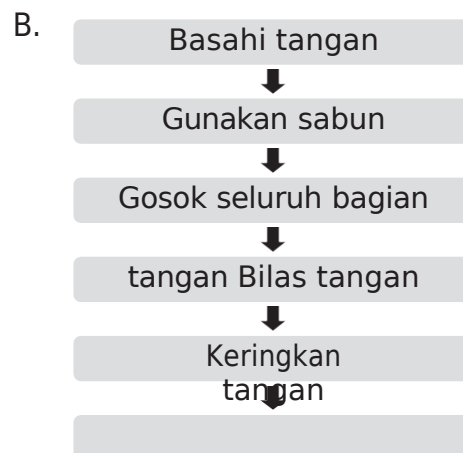 B.
Basahi tangan
Gunakan sabun
Gosok seluruh bagian
tangan Bilas tangan
Keringkan
tangan